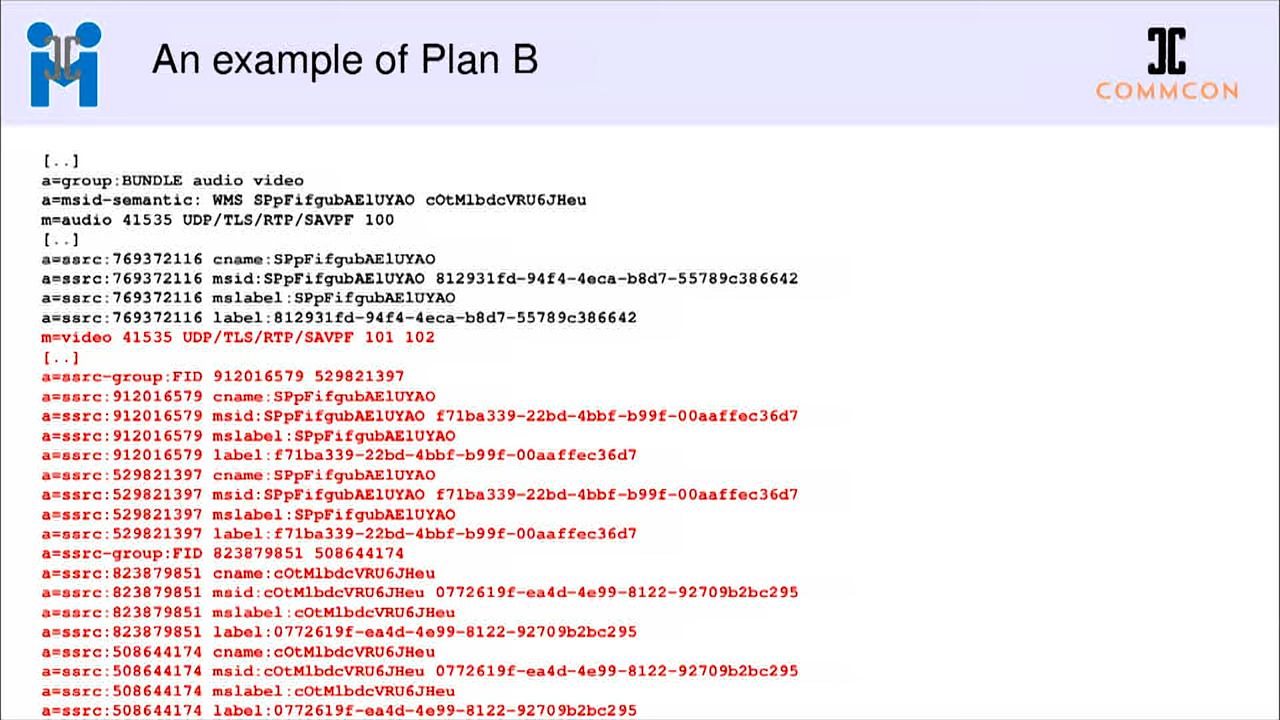 An example of Plan B
COMMCON
[..]
a=group:BUNDLE audio video
a=msid-semantic: WMS SPpFifgubAElUYAO cOtMlbdcVRU6JHeu
m=audio 41535 UDP/TLS/RTP/SAVPF 100
[..]
a=ssrc:769372116 cname:SPpFifgubAElUYAO
a=ssrc:769372116 msid:SPpFifgubAElUYAO 812931fd-94f4-4eca-b8d7-55789c386642
a=ssrc:769372116 mslabel:SPpFifgubAElUYAO
a=ssrc:769372116 label:812931fd-94f4-4eca-b8d7-55789c386642
m=video 41535 UDP/TLS/RTP/SAVPF 101 102
[..]
a=ssrc-group:FID 912016579 529821397
a=ssrc:912016579 cname:SPpFifgubAElUYAO
a=ssrc:912016579 msid:SPpFifgubAElUYAO f71ba339-22bd-4bbf-b99f-00aaffec36d7
a=ssrc:912016579 mslabel:SPpFifgubAElUYAO
a=ssrc:912016579 label:f71ba339-22bd-4bbf-b99f-00aaffec36d7
a=ssrc:529821397 cname:SPpFifgubAElUYAO
a=ssrc:529821397 msid:SPpFifgubAElUYAO f71ba339-22bd-4bbf-b99f-00aaffec36d7
a=ssrc:529821397 mslabel:SPpFifgubAElUYAO
a=ssrc:529821397 label:f71ba339-22bd-4bbf-b99f-00aaffec36d7
a=ssrc-group:FID 823879851 508644174
a=ssrc:823879851 cname:cOtMlbdcVRU6JHeu
a=ssrc:823879851 msid:cOtMlbdcVRU6JHeu 0772619f-ea4d-4e99-8122-92709b2bc295
a=ssrc:823879851 mslabel:cOtMlbdcVRU6JHeu
a=ssrc:823879851 label:0772619f-ea4d-4e99-8122-92709b2bc295
a=ssrc:508644174 cname:cOtMlbdcVRU6JHeu
a=ssrc:508644174 msid:cOtMlbdcVRU6JHeu 0772619f-ea4d-4e99-8122-92709b2bc295
a=ssrc:508644174 mslabel:cOtMlbdcVRU6JHeu
a=ssrc:508644174 label:0772619f-ea4d-4e99-8122-92709b2bc295